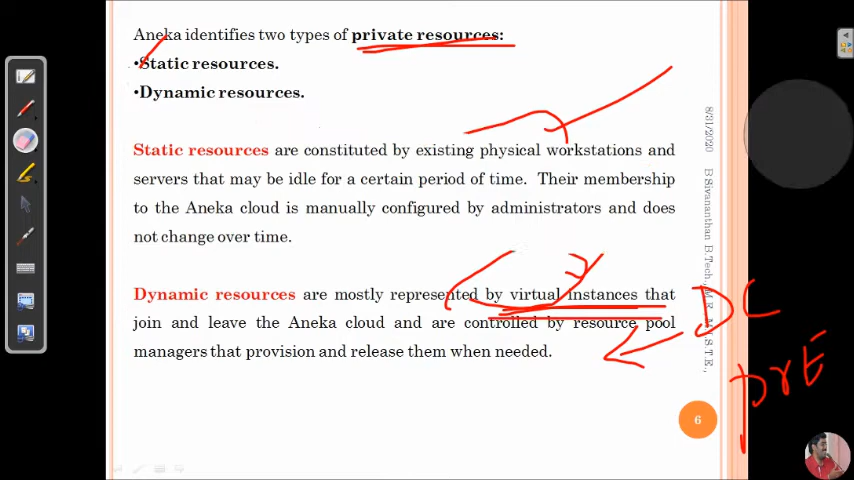 Aneka identifies two types of private resources:
•Static resources.
•Dynamic resources.
Static resources are constituted by existing physical workstations and
servers that may be idle for a certain period of time. Their membership
to the Aneka cloud is manually configured by administrators and does
not change over time.
Dynamic resources are mostly represented by virtual instances that
join and leave the Aneka cloud and are controlled by resource pool
managers that provision and release them when needed.
8/31/2020
B Sivananthan B.Tech.,
DC
6